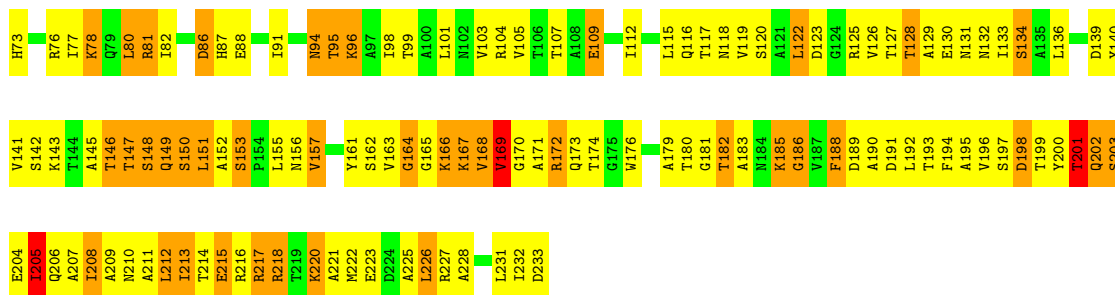 H73 R76 I77 K78 Q79 L80 R81 I82 D86 H87 E88 I91 N94 T95 K96 A97 I98 T99 A100 L101 N102 V103 R104 V105 T106 T107 A108 E109 I112 L115 Q116 T117 N118 V119 S120 A121 L122 D123 G124 R125 V126 T127 T128 A129 E130 N131 N132 I133 S134 A135 L136 D139 Y140
V141 S142 K143 T144 A145 T146 T147 S148 Q149 S150 L151 A152 S153 P154 L155 N156 V157 Y161 S162 V163 G164 G165 K166 K167 V168 V169 G170 A171 R172 Q173 T174 G175 W176 A179 T180 G181 T182 A183 N184 K185 G186 V187 F188 D189 A190 D191 L192 T193 F194 A195 V196 S197 D198 T199 Y200 T201 Q202 S203
E204 I205 Q206 A207 I208 A209 N210 A211 L212 I213 T214 E215 R216 R217 R218 T219 K220 A221 M222 E223 D224 A225 L226 R227 A228 L231 I232 D233